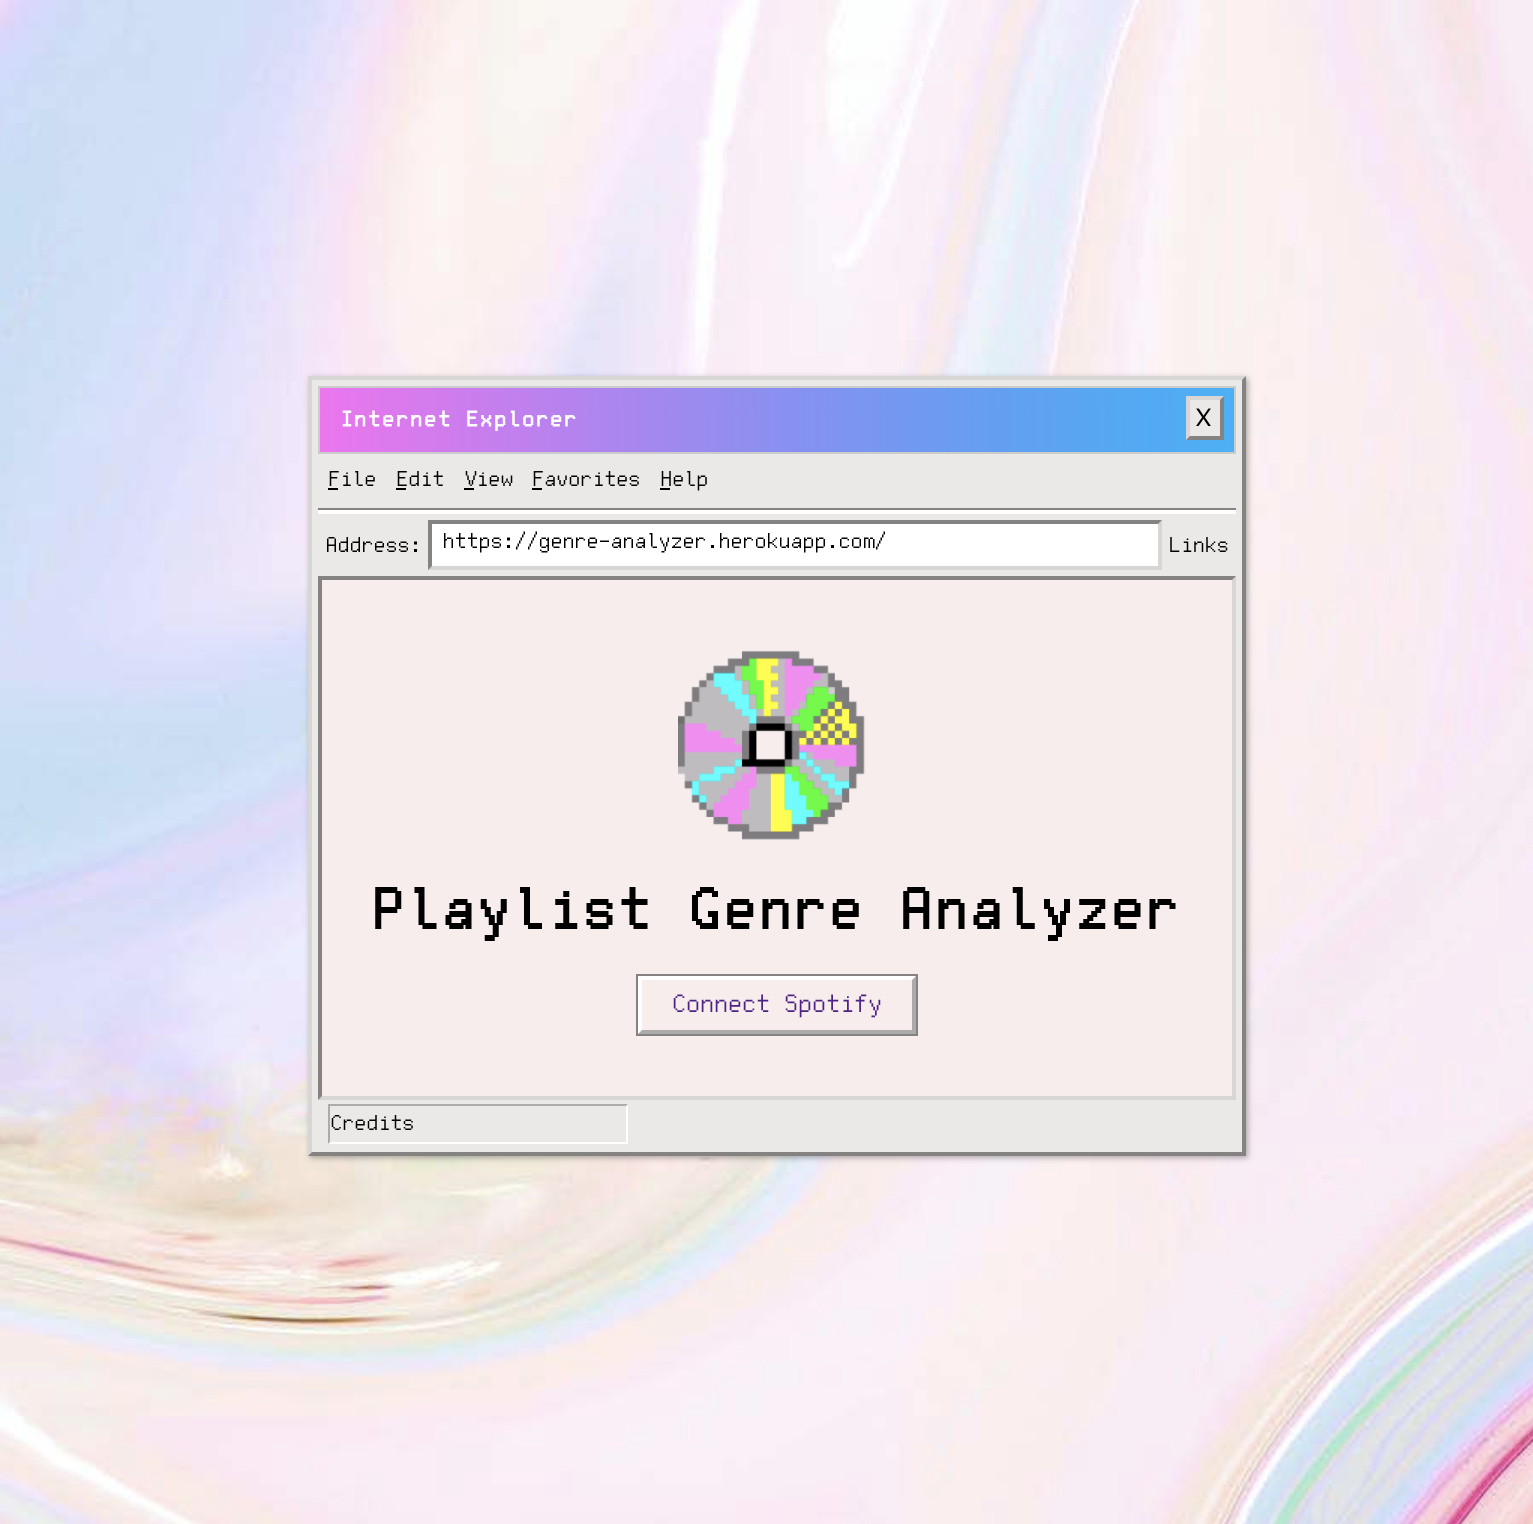 Internet Explorer X
File Edit View Favorites Help
Address: https://genre-analyzer.herokuapp.com/ Links
Playlist Genre Analyzer
Connect Spotify
Credits